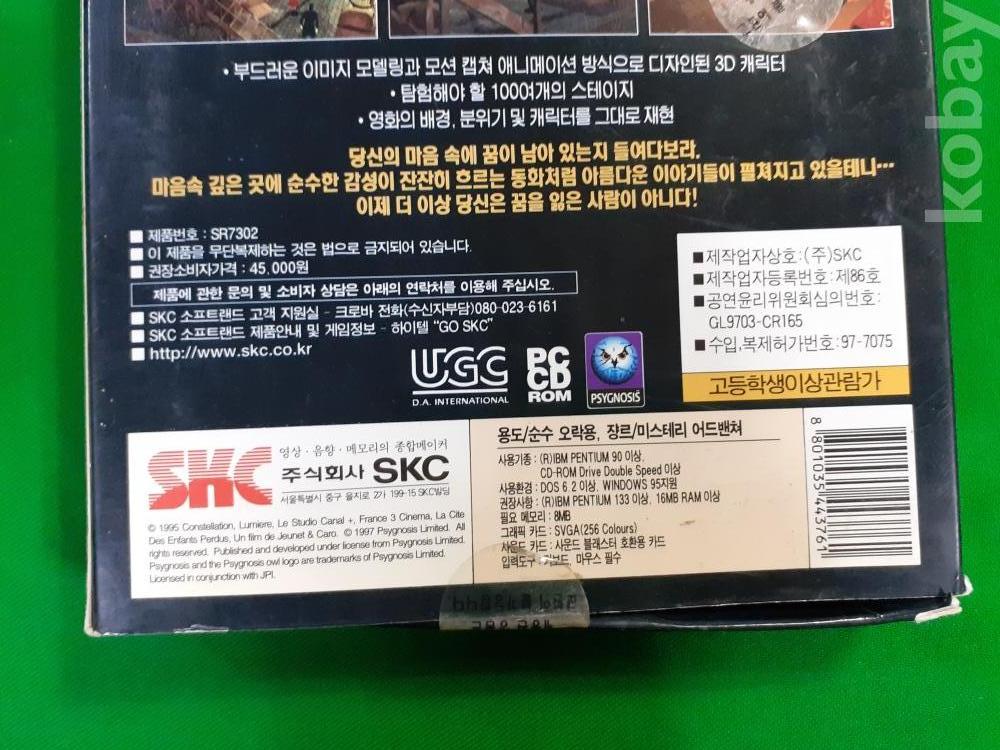 • 부드러운 이미지 모델링과 모션 캡쳐 애니메이션 방식으로 디자인된 3D 캐릭터
• 탐험해야 할 100여개의 스테이지
• 영화의 배경, 분위기 및 캐릭터를 그대로 재현
당신의 마음 속에 꿈이 남아 있는지 들여다보라.
마음속 깊은 곳에 순수한 감성이 잔잔히 흐르는 동화처럼 아름다운 이야기들이 펼쳐지고 있을테니…
이제 더 이상 당신은 꿈을 잃은 사람이 아니다!
■ 제품번호 : SR7302
■ 이 제품을 무단복제하는 것은 법으로 금지되어 있습니다.
■ 권장소비자가격 : 45,000원
제품에 관한 문의 및 소비자 상담은 아래의 연락처를 이용해 주십시오.
■ SKC 소프트랜드 고객 지원실 - 크로바 전화(수신자부담)080-023-6161
■ SKC 소프트랜드 제품안내 및 게임정보 - 하이텔 "GO SKC"
■ http://www.skc.co.kr
■제작업자상호:(주)SKC
■제작업자등록번호:제86호
■공연윤리위원회심의번호:
GL9703-CR165
■수입,복제허가번호:97-7075
고등학생이상관람가
UGC
D.A. INTERNATIONAL
PC
CD
ROM
PSYGNOSIS
SKC
영상·음향·메모리의 종합메이커
주식회사 SKC
서울특별시 중구 을지로 2가 199-15 SKC빌딩
© 1995 Constellation, Lumiere, Le Studio Canal +, France 3 Cinema, La Cite
Des Enfants Perdus, Un film de Jeunet & Caro. © 1997 Psygnosis Limited. All
rights reserved. Published and developed under license from Psygnosis Limited.
Psygnosis and the Psygnosis owl logo are trademarks of Psygnosis Limited.
Licensed in conjunction with JPI.
용도/순수 오락용, 쟝르/미스테리 어드밴쳐
사용기종 : (R)IBM PENTIUM 90 이상,
CD-ROM Drive Double Speed 이상
사용환경 : DOS 6.2 이상, WINDOWS 95지원
권장사항 : (R)IBM PENTIUM 133 이상, 16MB RAM 이상
필요 메모리 : 8MB
그래픽 카드 : SVGA(256 Colours)
사운드 카드 : 사운드 블래스터 호환용 카드
입력도구 : 키보드, 마우스 필수
8 801035 443761
kobay